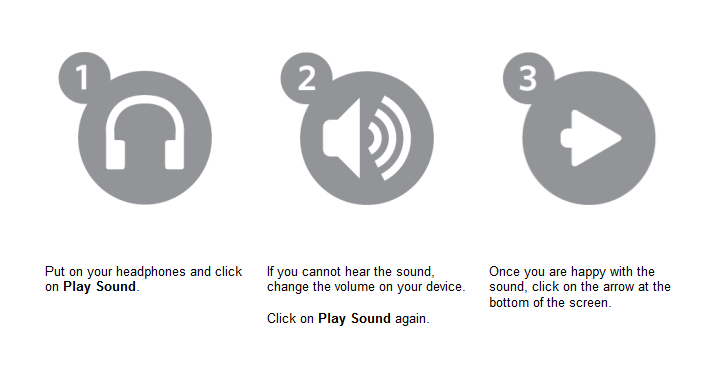 1
2
3
Put on your headphones and click
on Play Sound.
If you cannot hear the sound,
change the volume on your device.
Click on Play Sound again.
Once you are happy with the
sound, click on the arrow at the
bottom of the screen.